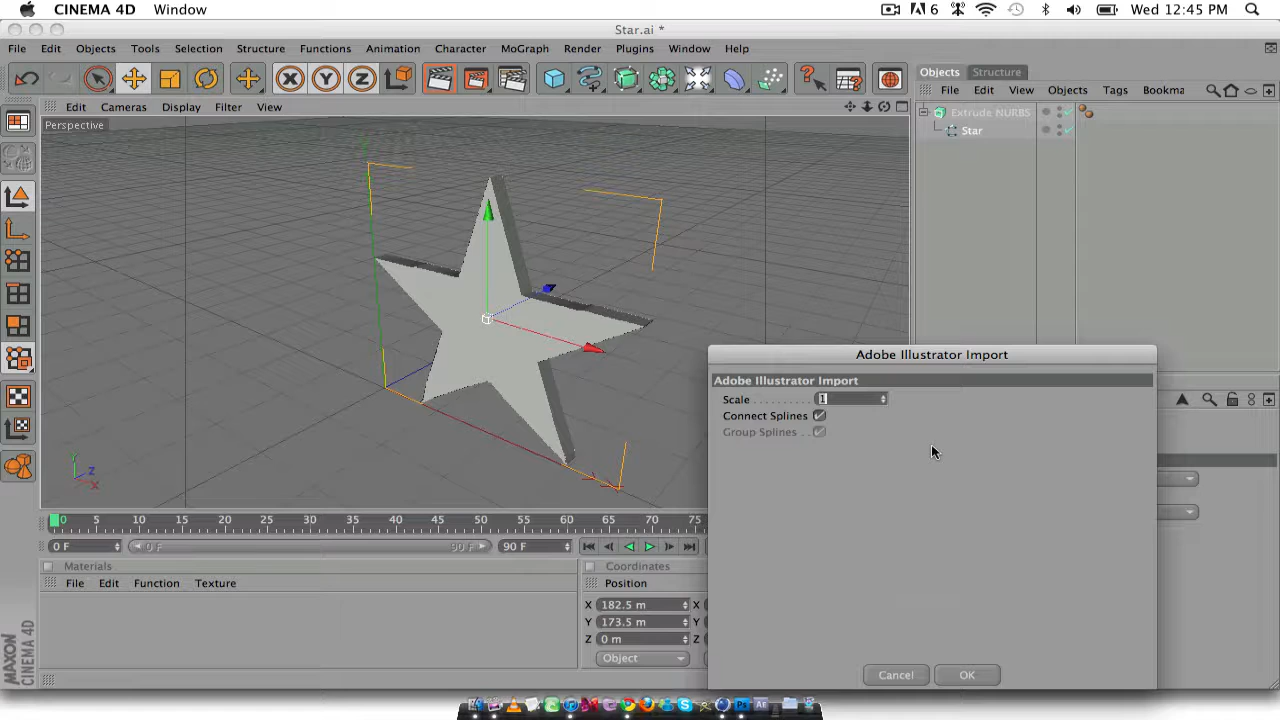 CINEMA 4D Window 6 Wed 12:45 PM
Star.ai *
File Edit Objects Tools Selection Structure Functions Animation Character MoGraph Render Plugins Window Help
X Y Z
Objects Structure
File Edit View Objects Tags Bookma
Edit Cameras Display Filter View
Perspective
Extrude NURBS
Star
Adobe Illustrator Import
Adobe Illustrator Import
Scale . . . . . . . . . . 1
Connect Splines
Group Splines . .
Cancel OK
Y Z X
0 5 10 15 20 25 30 35 40 45 50 55 60 65 70 75
0 F 0 F 90 F 90 F
Materials
File Edit Function Texture
Coordinates
Position
X 182.5 m X
Y 173.5 m Y
Z 0 m Z
Object
MAXON
CINEMA 4D
Ps AE